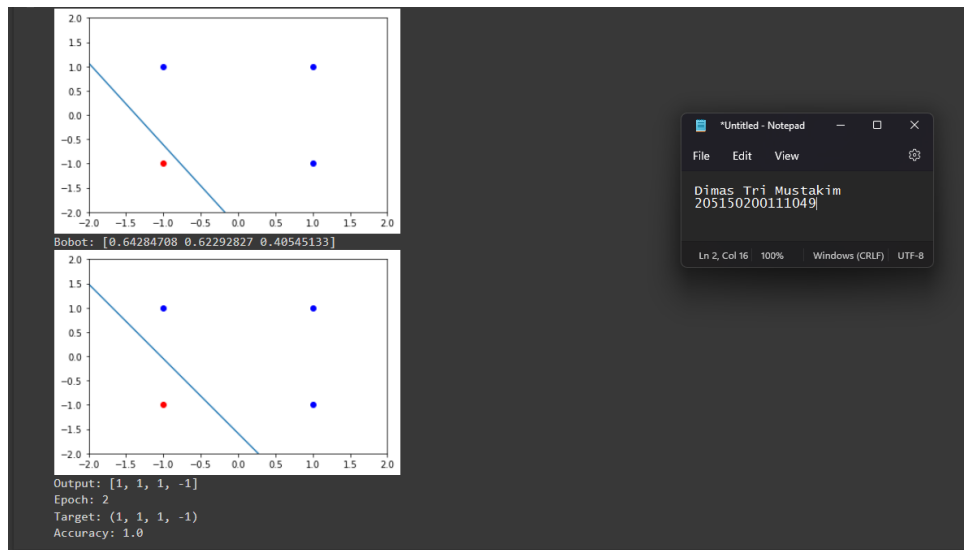 2.0
1.5
1.0
0.5
0.0
−0.5
−1.0
−1.5
−2.0
−2.0 −1.5 −1.0 −0.5 0.0 0.5 1.0 1.5 2.0
Bobot: [0.64284708 0.62292827 0.40545133]
2.0
1.5
1.0
0.5
0.0
−0.5
−1.0
−1.5
−2.0
−2.0 −1.5 −1.0 −0.5 0.0 0.5 1.0 1.5 2.0
Output: [1, 1, 1, -1]
Epoch: 2
Target: (1, 1, 1, -1)
Accuracy: 1.0
*Untitled - Notepad
File Edit View
Dimas Tri Mustakim
205150200111049
Ln 2, Col 16 100% Windows (CRLF) UTF-8